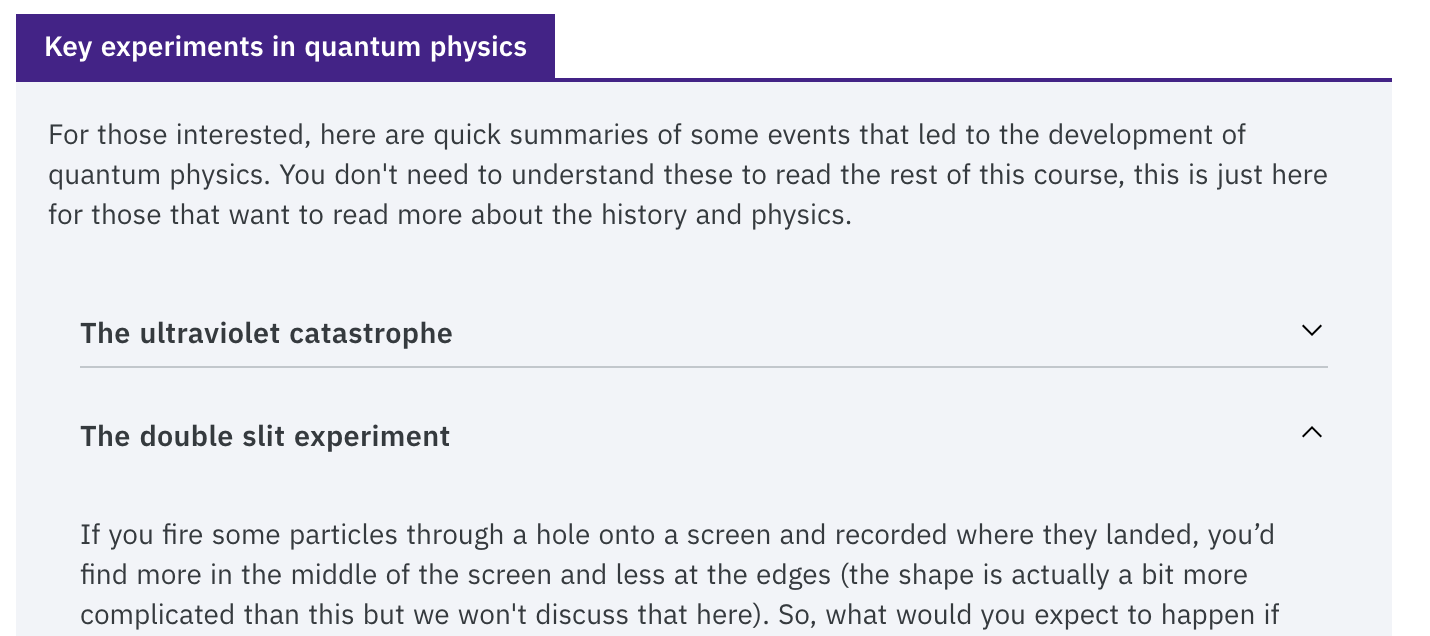 Key experiments in quantum physics
For those interested, here are quick summaries of some events that led to the development of
quantum physics. You don't need to understand these to read the rest of this course, this is just here
for those that want to read more about the history and physics.
The ultraviolet catastrophe
The double slit experiment
If you fire some particles through a hole onto a screen and recorded where they landed, you’d
find more in the middle of the screen and less at the edges (the shape is actually a bit more
complicated than this but we won't discuss that here). So, what would you expect to happen if